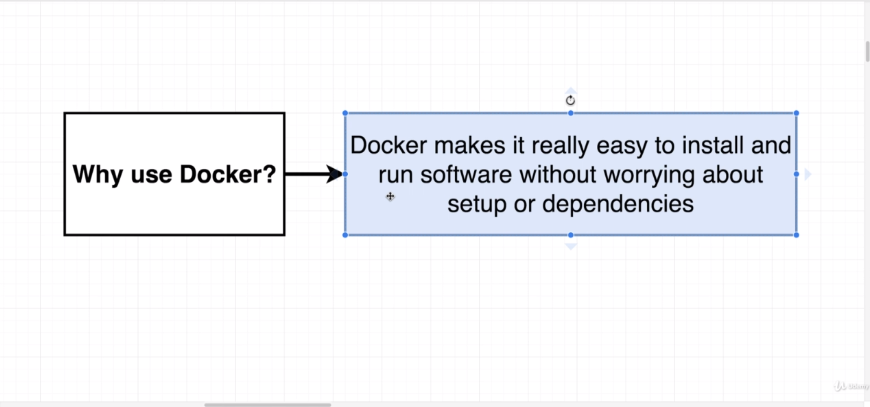 Why use Docker?
Docker makes it really easy to install and
run software without worrying about
setup or dependencies
Udemy